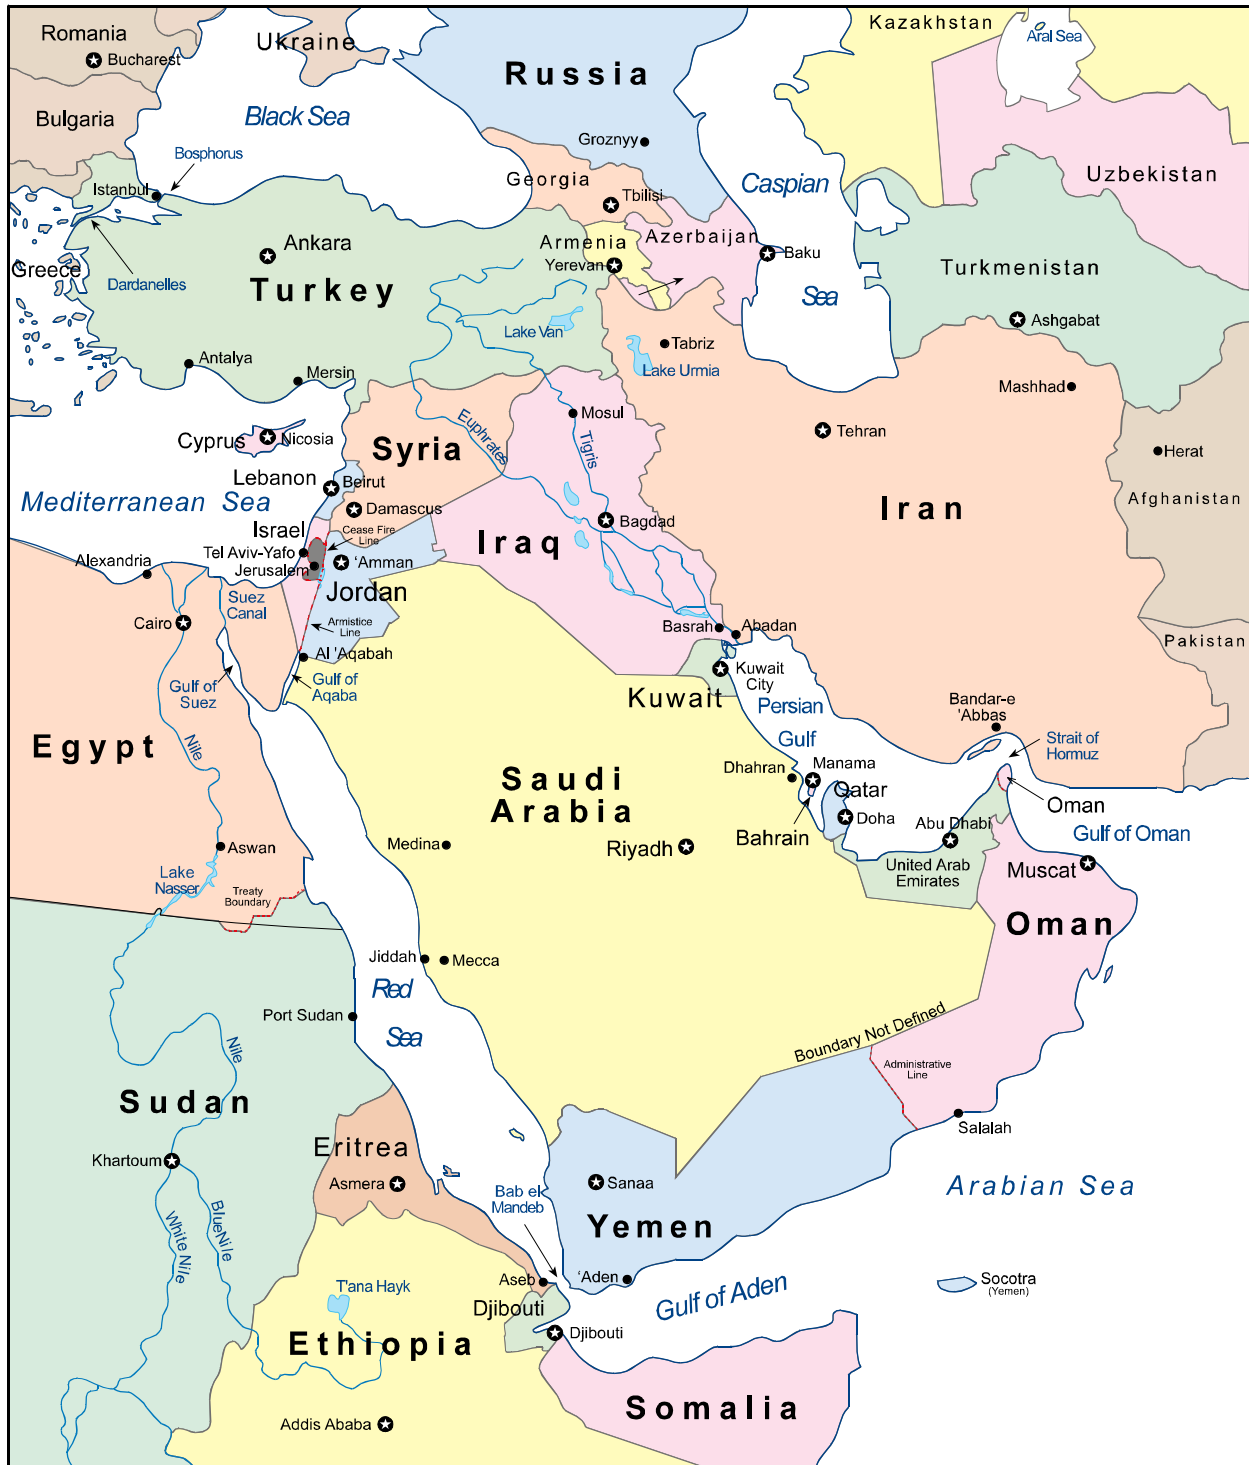 Romania
Bucharest
Ukraine
Russia
Kazakhstan
Aral Sea
Bulgaria
Black Sea
Bosphorus
Groznyy
Istanbul
Georgia
Tbilisi
Caspian
Sea
Uzbekistan
Ankara
Turkey
Armenia
Yerevan
Azerbaijan
Baku
Turkmenistan
Ashgabat
Greece
Dardanelles
Lake Van
Tabriz
Lake Urmia
Antalya
Mersin
Mosul
Mashhad
Cyprus
Nicosia
Syria
Euphrates
Tigris
Tehran
Herat
Afghanistan
Lebanon
Beirut
Mediterranean Sea
Damascus
Iran
Israel
Cease Fire
Line
Bagdad
Iraq
Tel Aviv-Yafo
Jerusalem
'Amman
Jordan
Alexandria
Suez
Canal
Cairo
Armistice
Line
Basrah
Abadan
Pakistan
Al 'Aqabah
Gulf of
Suez
Gulf of
Aqaba
Kuwait
City
Kuwait
Persian
Gulf
Bandar-e
'Abbas
Strait of
Hormuz
Egypt
Nile
Saudi
Arabia
Dhahran
Manama
Qatar
Doha
Bahrain
Abu Dhabi
Oman
Gulf of Oman
Medina
Riyadh
United Arab
Emirates
Muscat
Aswan
Lake
Nasser
Treaty
Boundary
Oman
Jiddah
Mecca
Red
Sea
Port Sudan
Boundary Not Defined
Administrative
Line
Nile
Sudan
Salalah
Eritrea
Khartoum
Asmera
Bab el
Mandeb
Sanaa
Arabian Sea
Yemen
White Nile
BlueNile
T'ana Hayk
Aseb
'Aden
Gulf of Aden
Socotra
(Yemen)
Djibouti
Djibouti
Ethiopia
Somalia
Addis Ababa